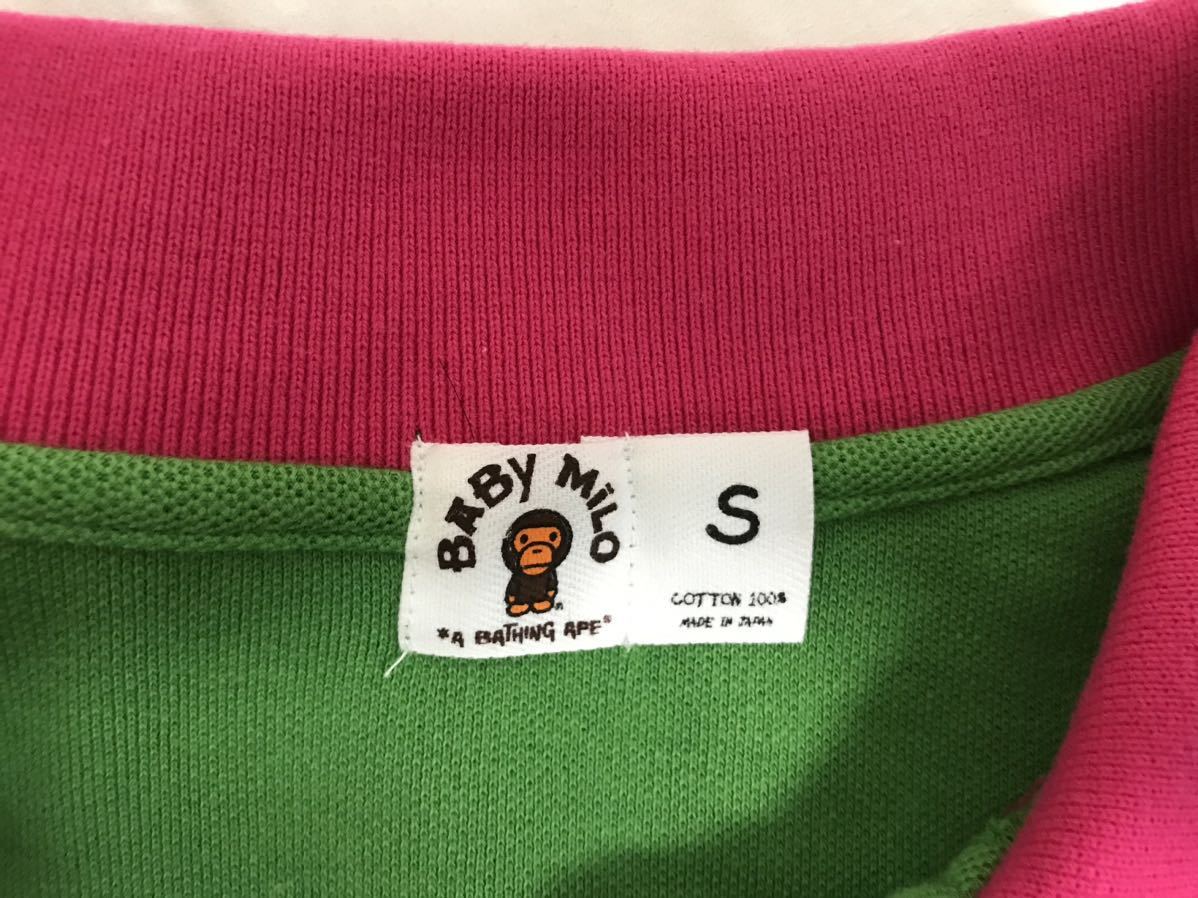 BABY MiLO
*A BATHING APE®
S
COTTON 100%
MADE IN JAPAN